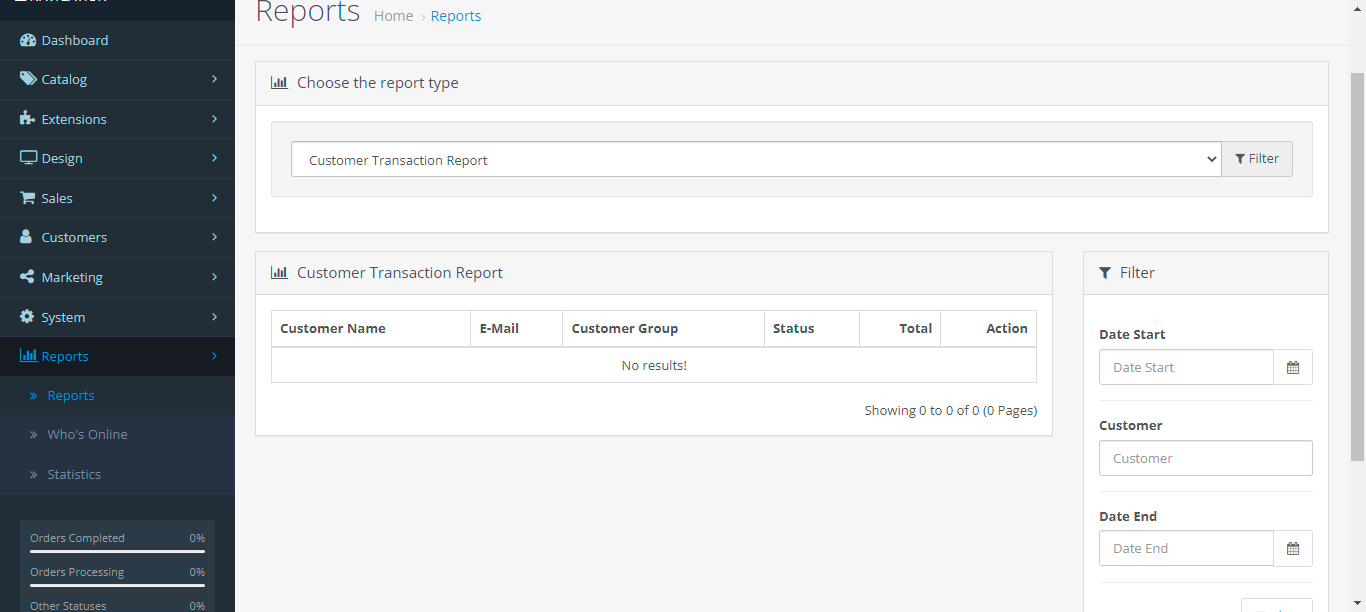 Reports Home › Reports
Dashboard
Catalog
Extensions
Design
Sales
Customers
Marketing
System
Reports
» Reports
» Who's Online
» Statistics
Orders Completed 0%
Orders Processing 0%
Other Statuses 0%
Choose the report type
Customer Transaction Report
Filter
Customer Transaction Report
Customer Name E-Mail Customer Group Status Total Action
No results!
Showing 0 to 0 of 0 (0 Pages)
Filter
Date Start
Date Start
Customer
Customer
Date End
Date End